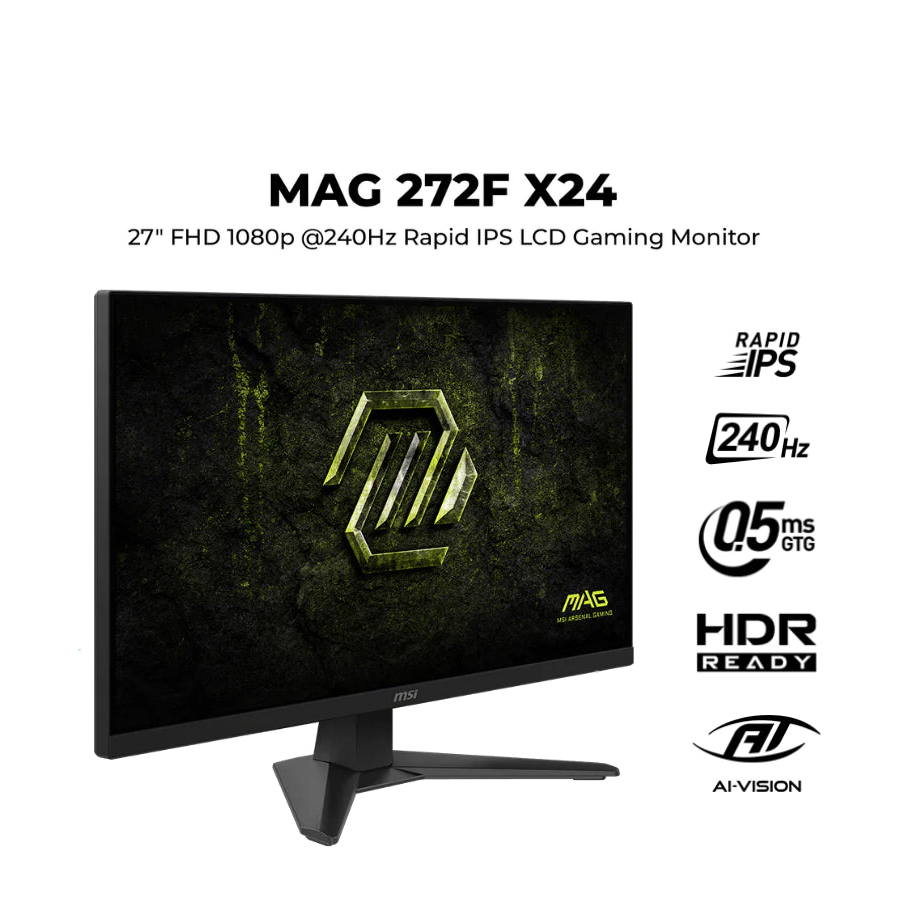 MAG 272F X24
27" FHD 1080p @240Hz Rapid IPS LCD Gaming Monitor
RAPID
IPS
240Hz
0.5ms
GTG
HDR
READY
MAG
MSI ARSENAL GAMING
msi
AI
AI-VISION